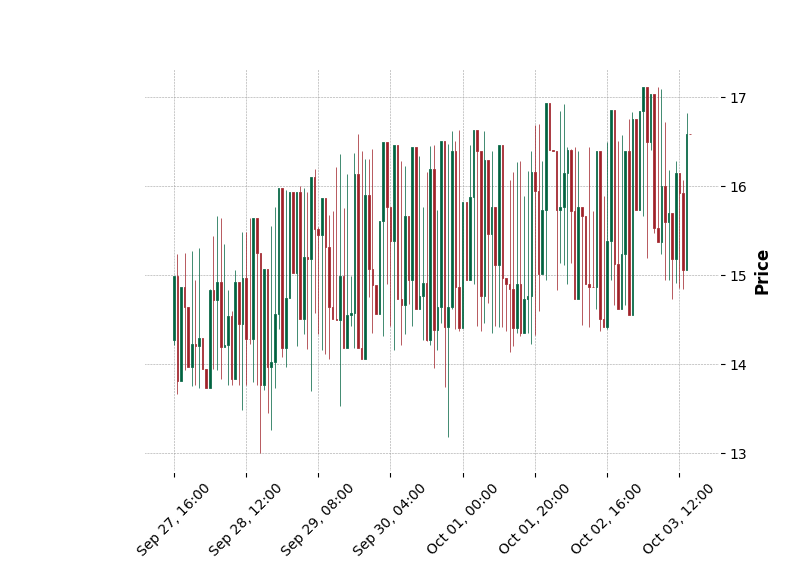 17
16
15
14
13
Price
Sep 27, 16:00
Sep 28, 12:00
Sep 29, 08:00
Sep 30, 04:00
Oct 01, 00:00
Oct 01, 20:00
Oct 02, 16:00
Oct 03, 12:00